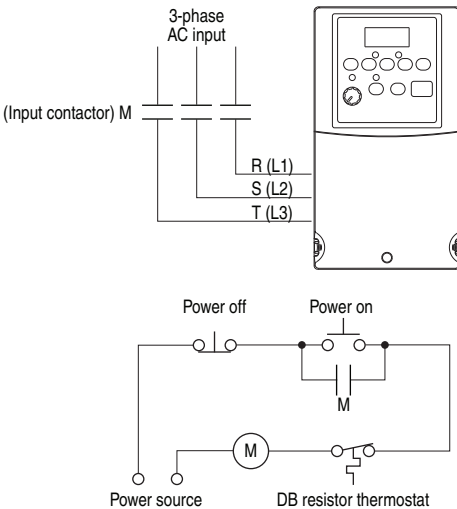 3-phase
AC input
(Input contactor) M
R (L1)
S (L2)
T (L3)
Power off
Power on
M
M
Power source
DB resistor thermostat